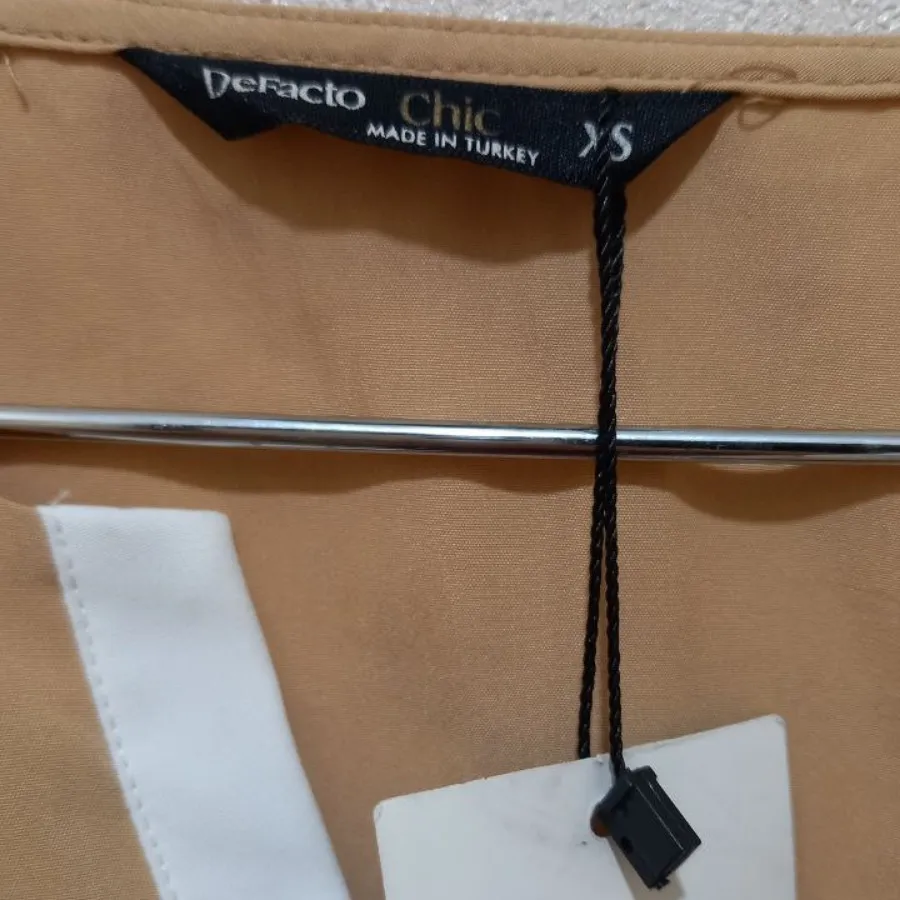 DeFacto Chic XS
MADE IN TURKEY